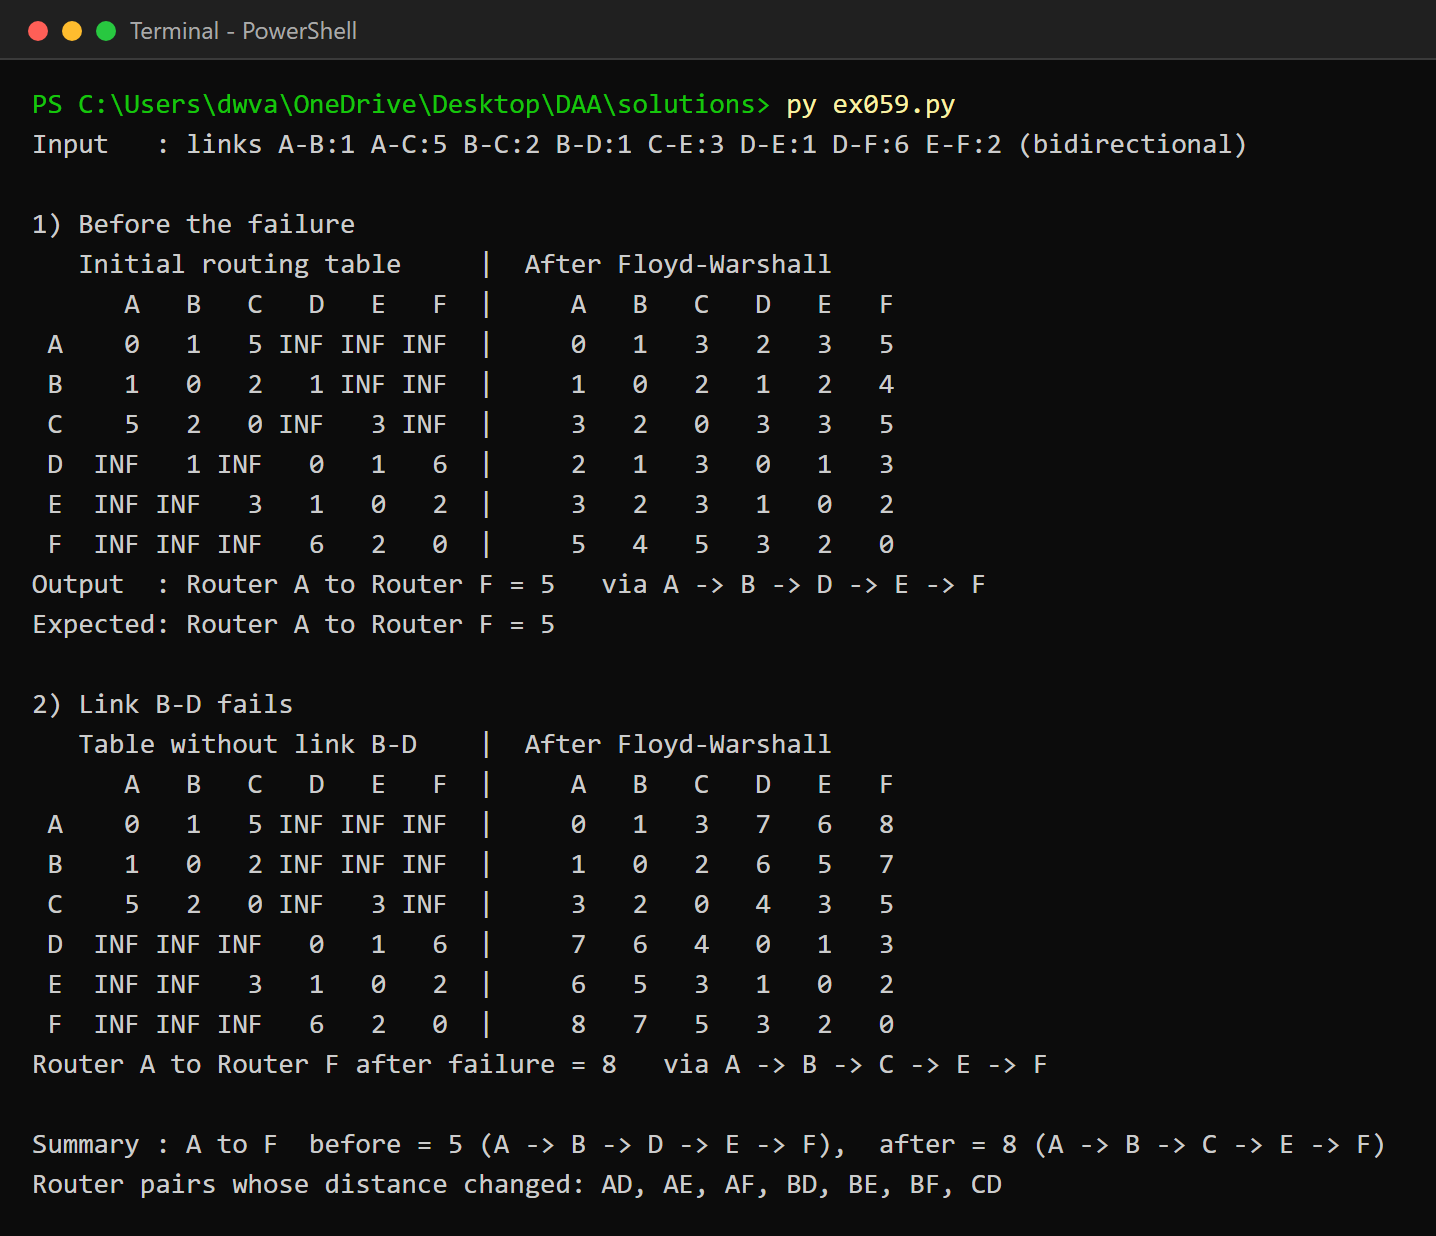 Terminal - PowerShell
PS C:\Users\dwva\OneDrive\Desktop\DAA\solutions> py ex059.py
Input   : links A-B:1 A-C:5 B-C:2 B-D:1 C-E:3 D-E:1 D-F:6 E-F:2 (bidirectional)

1) Before the failure
   Initial routing table     |  After Floyd-Warshall
      A   B   C   D   E   F  |     A   B   C   D   E   F
 A    0   1   5 INF INF INF  |     0   1   3   2   3   5
 B    1   0   2   1 INF INF  |     1   0   2   1   2   4
 C    5   2   0 INF   3 INF  |     3   2   0   3   3   5
 D  INF   1 INF   0   1   6  |     2   1   3   0   1   3
 E  INF INF   3   1   0   2  |     3   2   3   1   0   2
 F  INF INF INF   6   2   0  |     5   4   5   3   2   0
Output  : Router A to Router F = 5   via A -> B -> D -> E -> F
Expected: Router A to Router F = 5

2) Link B-D fails
   Table without link B-D    |  After Floyd-Warshall
      A   B   C   D   E   F  |     A   B   C   D   E   F
 A    0   1   5 INF INF INF  |     0   1   3   7   6   8
 B    1   0   2 INF INF INF  |     1   0   2   6   5   7
 C    5   2   0 INF   3 INF  |     3   2   0   4   3   5
 D  INF INF INF   0   1   6  |     7   6   4   0   1   3
 E  INF INF   3   1   0   2  |     6   5   3   1   0   2
 F  INF INF INF   6   2   0  |     8   7   5   3   2   0
Router A to Router F after failure = 8   via A -> B -> C -> E -> F

Summary : A to F  before = 5 (A -> B -> D -> E -> F),  after = 8 (A -> B -> C -> E -> F)
Router pairs whose distance changed: AD, AE, AF, BD, BE, BF, CD